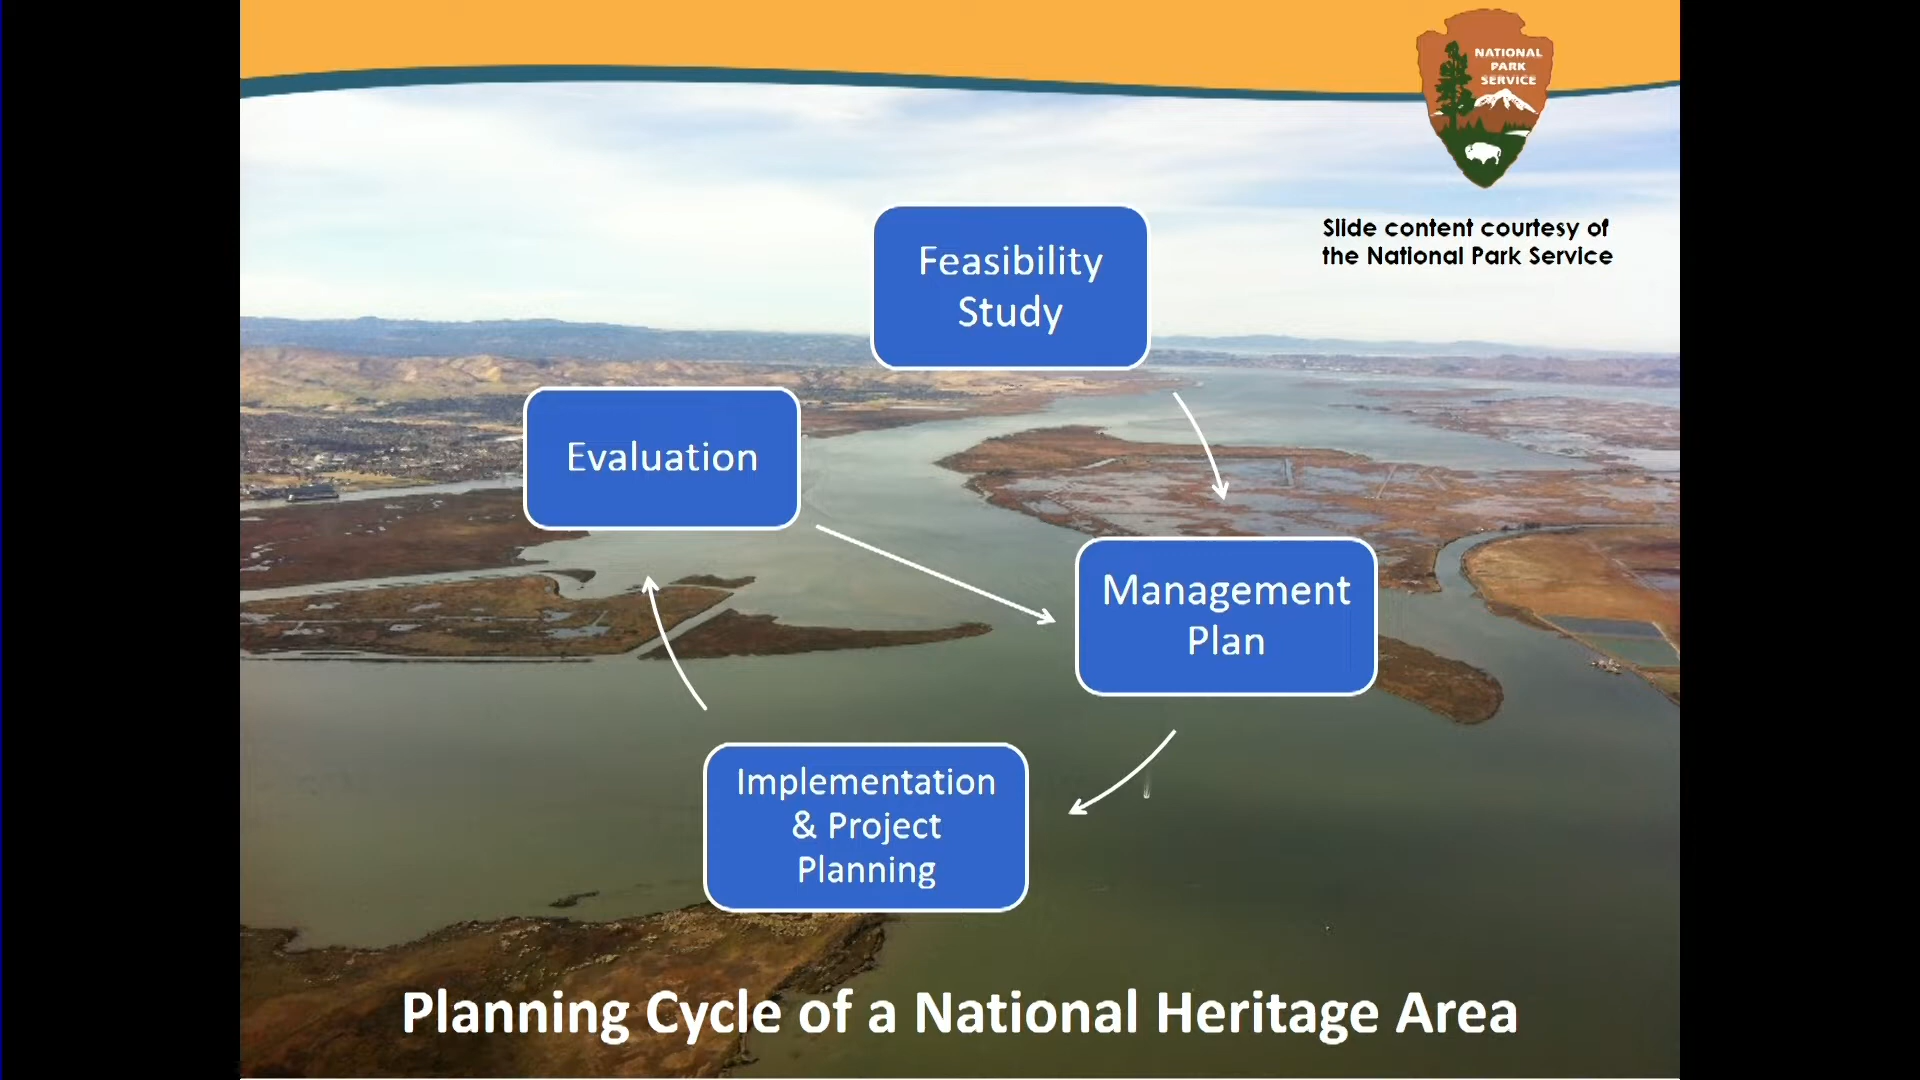 NATIONAL
PARK
SERVICE
Slide content courtesy of
the National Park Service
Feasibility
Study
Evaluation
Management
Plan
Implementation
& Project
Planning
Planning Cycle of a National Heritage Area